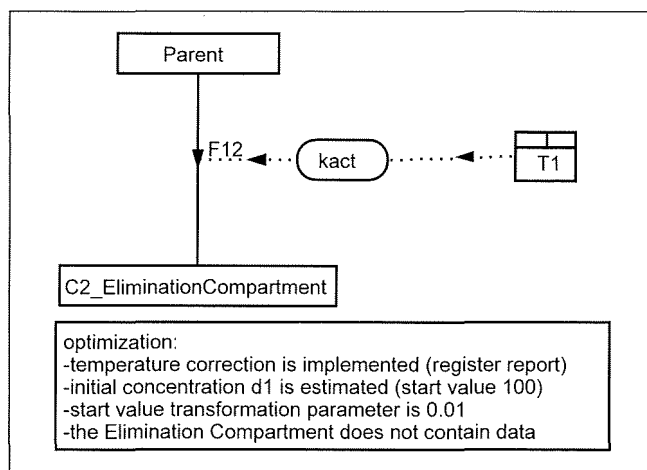 Parent
F12
kact
T1
C2_EliminationCompartment
optimization:
-temperature correction is implemented (register report)
-initial concentration d1 is estimated (start value 100)
-start value transformation parameter is 0.01
-the Elimination Compartment does not contain data